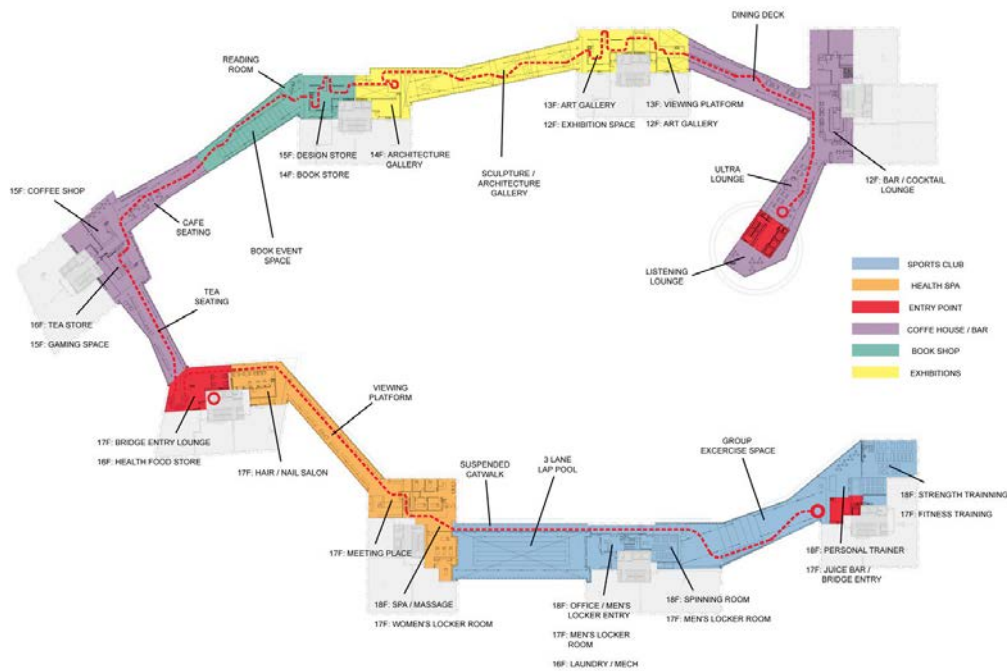 DINING DECK
READING
ROOM
13F: ART GALLERY
12F: EXHIBITION SPACE
13F: VIEWING PLATFORM
12F: ART GALLERY
15F: DESIGN STORE
14F: BOOK STORE
14F: ARCHITECTURE
GALLERY
SCULPTURE /
ARCHITECTURE
GALLERY
ULTRA
LOUNGE
12F: BAR / COCKTAIL
LOUNGE
15F: COFFEE SHOP
CAFE
SEATING
BOOK EVENT
SPACE
LISTENING
LOUNGE
TEA
SEATING
16F: TEA STORE
15F: GAMING SPACE
SPORTS CLUB
HEALTH SPA
ENTRY POINT
COFFE HOUSE / BAR
BOOK SHOP
EXHIBITIONS
VIEWING
PLATFORM
17F: BRIDGE ENTRY LOUNGE
16F: HEALTH FOOD STORE
17F: HAIR / NAIL SALON
SUSPENDED
CATWALK
3 LANE
LAP POOL
GROUP
EXCERCISE SPACE
18F: STRENGTH TRAINNING
17F: FITNESS TRAINING
17F: MEETING PLACE
18F: PERSONAL TRAINER
17F: JUICE BAR /
BRIDGE ENTRY
18F: SPA / MASSAGE
17F: WOMEN'S LOCKER ROOM
18F: OFFICE / MEN'S
LOCKER ENTRY
17F: MEN'S LOCKER
ROOM
16F: LAUNDRY / MECH
18F: SPINNING ROOM
17F: MEN'S LOCKER ROOM